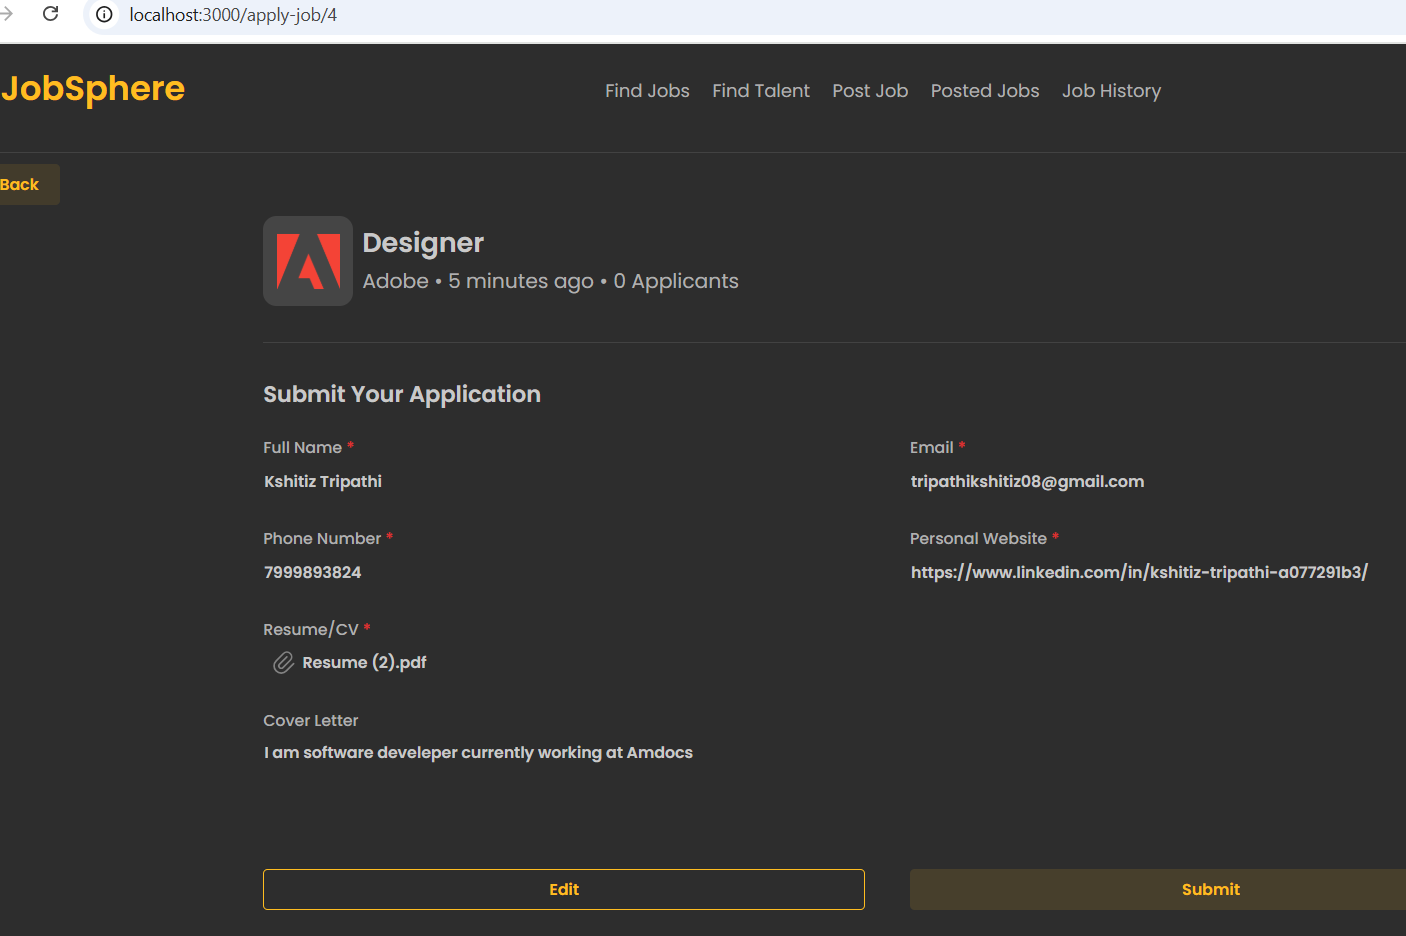 localhost:3000/apply-job/4
JobSphere
Find Jobs Find Talent Post Job Posted Jobs Job History
Back
Designer
Adobe • 5 minutes ago • 0 Applicants
Submit Your Application
Full Name *
Kshitiz Tripathi
Email *
tripathikshitiz08@gmail.com
Phone Number *
7999893824
Personal Website *
https://www.linkedin.com/in/kshitiz-tripathi-a077291b3/
Resume/CV *
Resume (2).pdf
Cover Letter
I am software develeper currently working at Amdocs
Edit
Submit